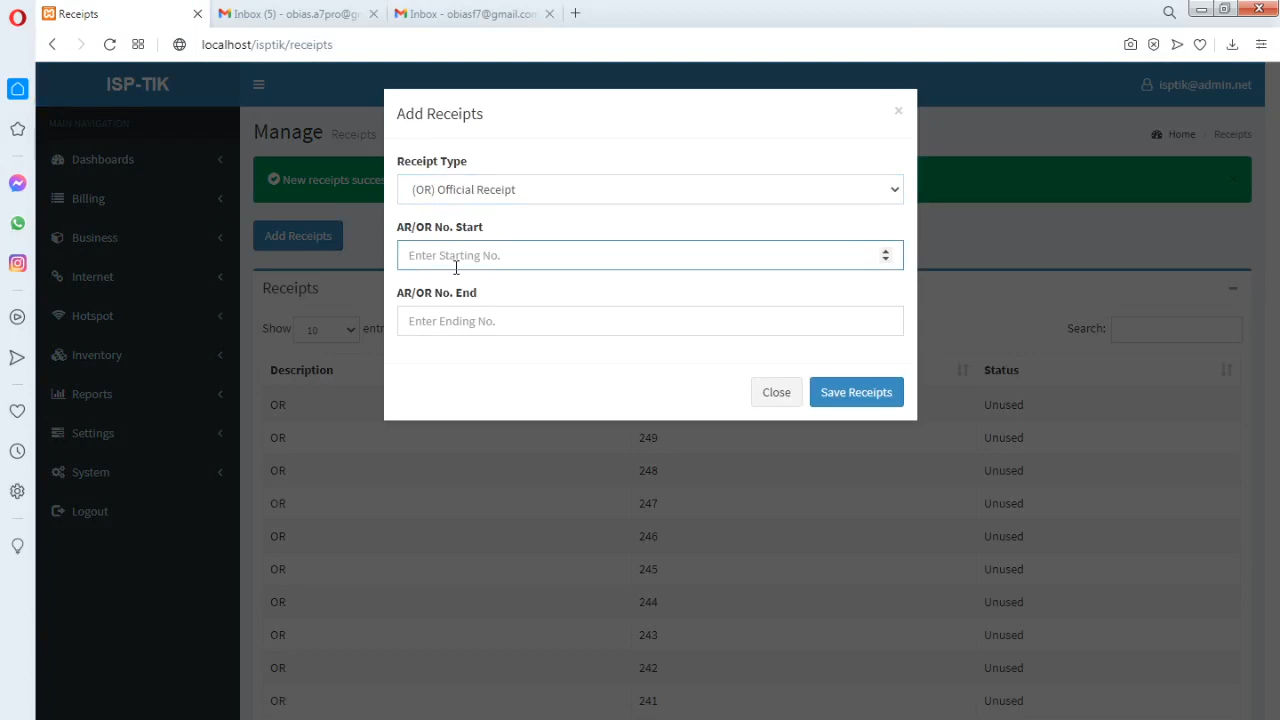 Receipts
Inbox (5) - obias.a7pro@g
Inbox - obiasf7@gmail.com
localhost/isptik/receipts
ISP-TIK
isptik@admin.net
MAIN NAVIGATION
Dashboards
Billing
Business
Internet
Hotspot
Inventory
Reports
Settings
System
Logout
Manage Receipts
Home / Receipts
New receipts succes
Add Receipts
Receipts
Show 10 entr
Search:
Description
Status
OR
Unused
OR 249 Unused
OR 248 Unused
OR 247 Unused
OR 246 Unused
OR 245 Unused
OR 244 Unused
OR 243 Unused
OR 242 Unused
OR 241 Unused
Add Receipts
×
Receipt Type
(OR) Official Receipt
AR/OR No. Start
Enter Starting No.
AR/OR No. End
Enter Ending No.
Close
Save Receipts